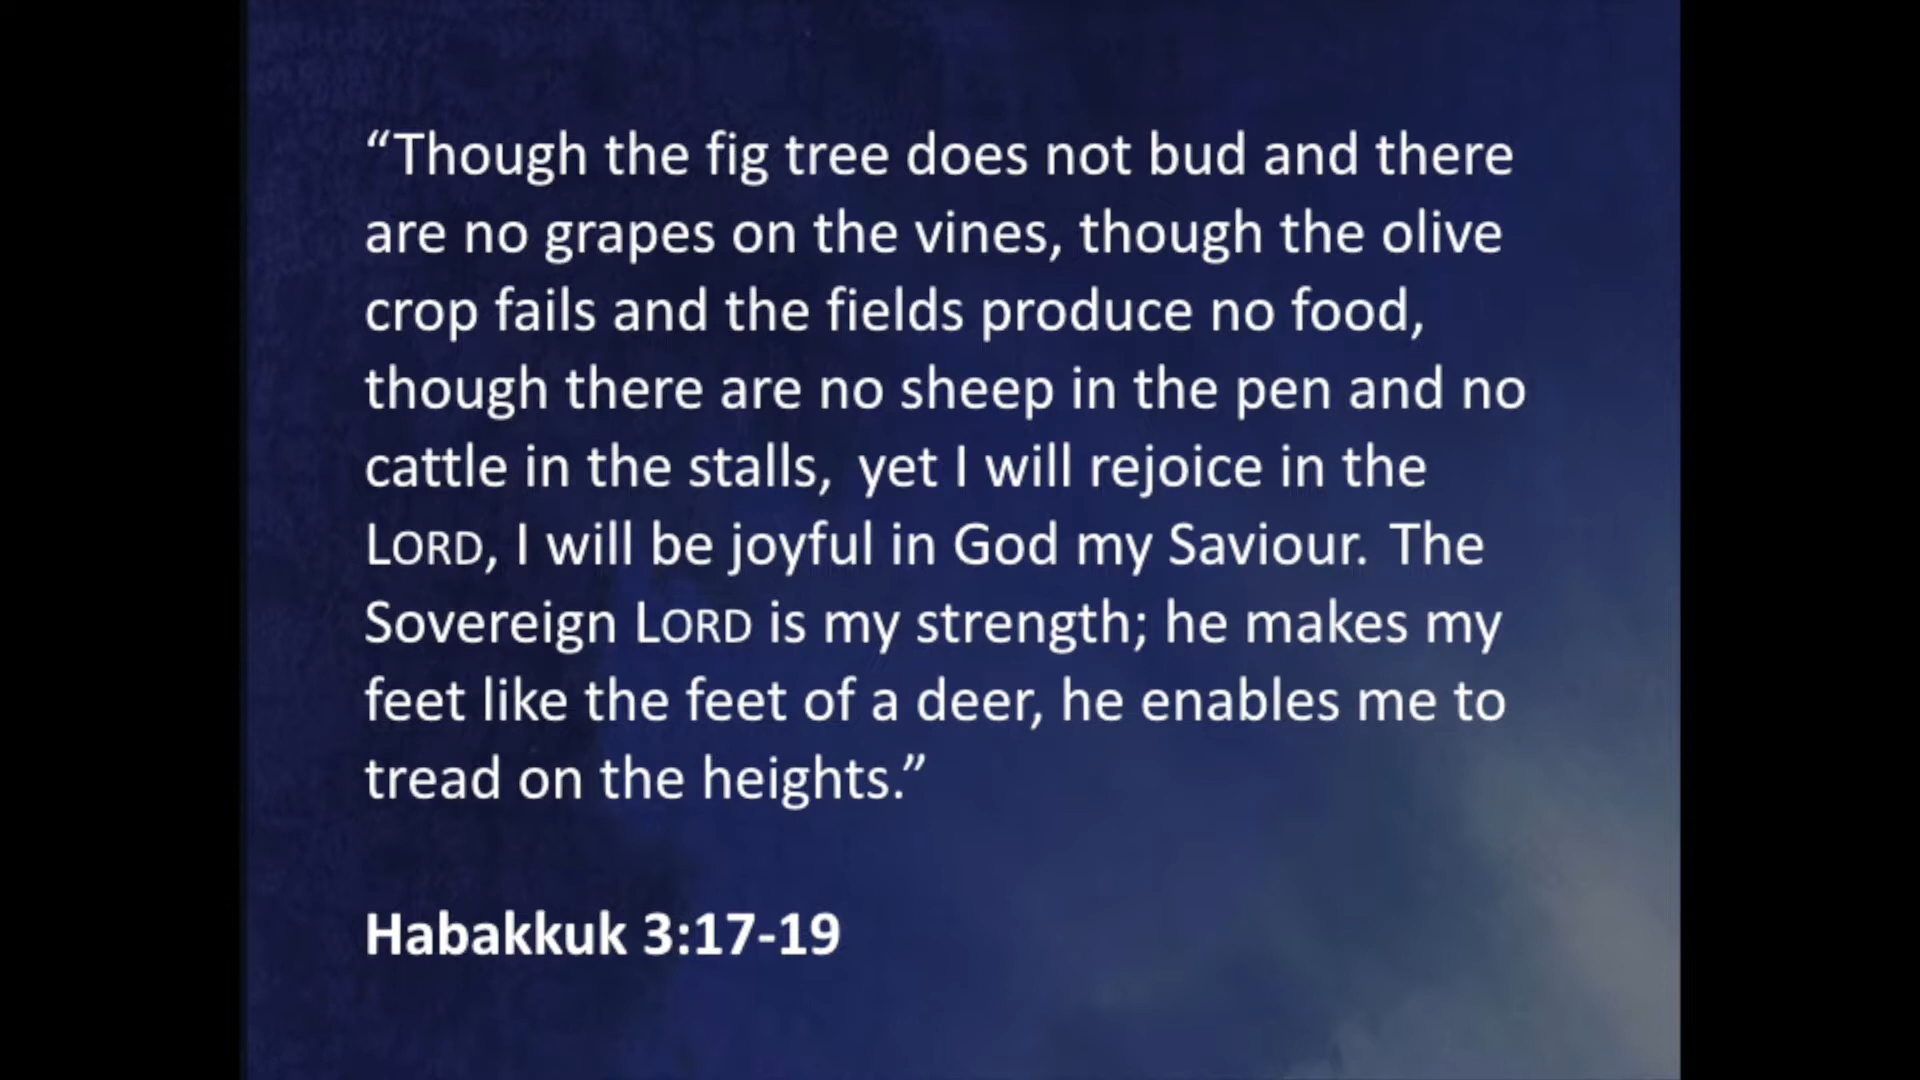 “Though the fig tree does not bud and there
are no grapes on the vines, though the olive
crop fails and the fields produce no food,
though there are no sheep in the pen and no
cattle in the stalls,  yet I will rejoice in the
LORD, I will be joyful in God my Saviour. The
Sovereign LORD is my strength; he makes my
feet like the feet of a deer, he enables me to
tread on the heights.”
Habakkuk 3:17-19